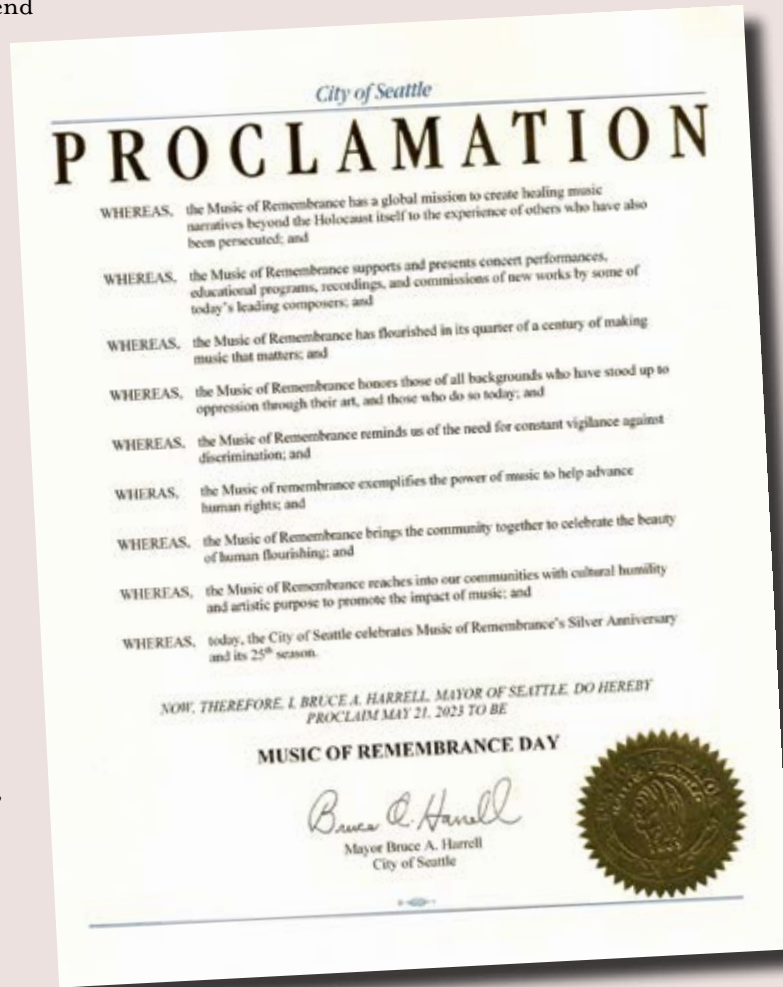 end
City of Seattle
PROCLAMATION
WHEREAS, the Music of Remembrance has a global mission to create healing music
narratives beyond the Holocaust itself to the experience of others who have also
been persecuted; and
WHEREAS, the Music of Remembrance supports and presents concert performances,
educational programs, recordings, and commissions of new works by some of
today's leading composers; and
WHEREAS, the Music of Remembrance has flourished in its quarter of a century of making
music that matters; and
WHEREAS, the Music of Remembrance honors those of all backgrounds who have stood up to
oppression through their art, and those who do so today; and
WHEREAS, the Music of Remembrance reminds us of the need for constant vigilance against
discrimination; and
WHERAS, the Music of remembrance exemplifies the power of music to help advance
human rights; and
WHEREAS, the Music of Remembrance brings the community together to celebrate the beauty
of human flourishing; and
WHEREAS, the Music of Remembrance reaches into our communities with cultural humility
and artistic purpose to promote the impact of music; and
WHEREAS, today, the City of Seattle celebrates Music of Remembrance's Silver Anniversary
and its 25th season.
NOW, THEREFORE, I, BRUCE A. HARRELL, MAYOR OF SEATTLE, DO HEREBY
PROCLAIM MAY 21, 2023 TO BE
MUSIC OF REMEMBRANCE DAY
Bruce A. Harrell
Mayor Bruce A. Harrell
City of Seattle